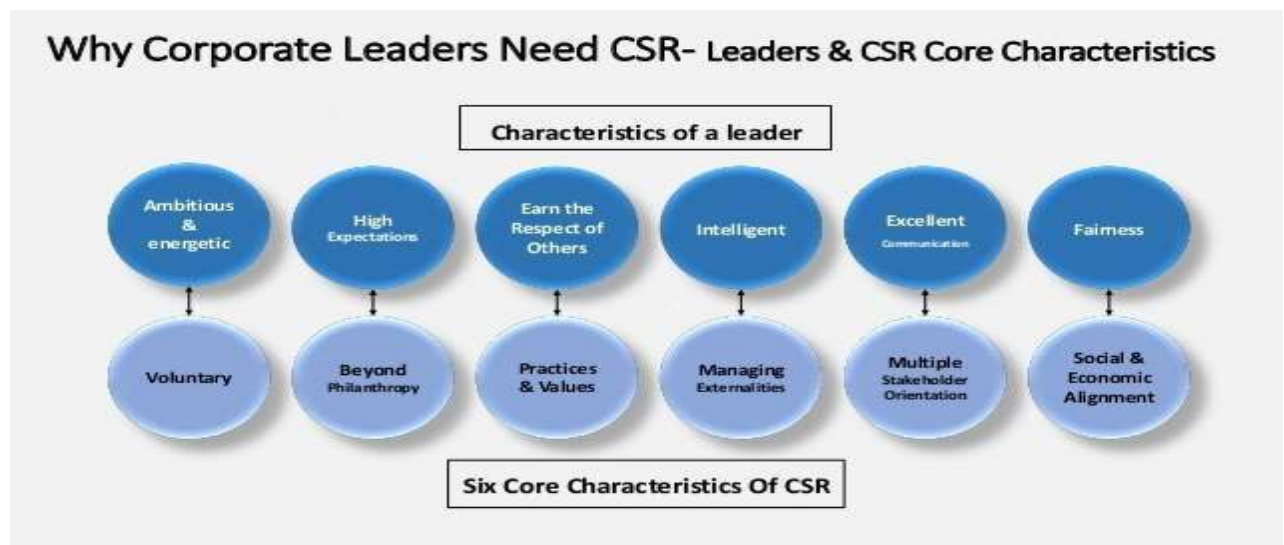 Why Corporate Leaders Need CSR- Leaders & CSR Core Characteristics
Characteristics of a leader
Ambitious
&
energetic
High
Expectations
Earn the
Respect of
Others
Intelligent
Excellent
Communication
Fairness
Voluntary
Beyond
Philanthropy
Practices
& Values
Managing
Externalities
Multiple
Stakeholder
Orientation
Social &
Economic
Alignment
Six Core Characteristics Of CSR